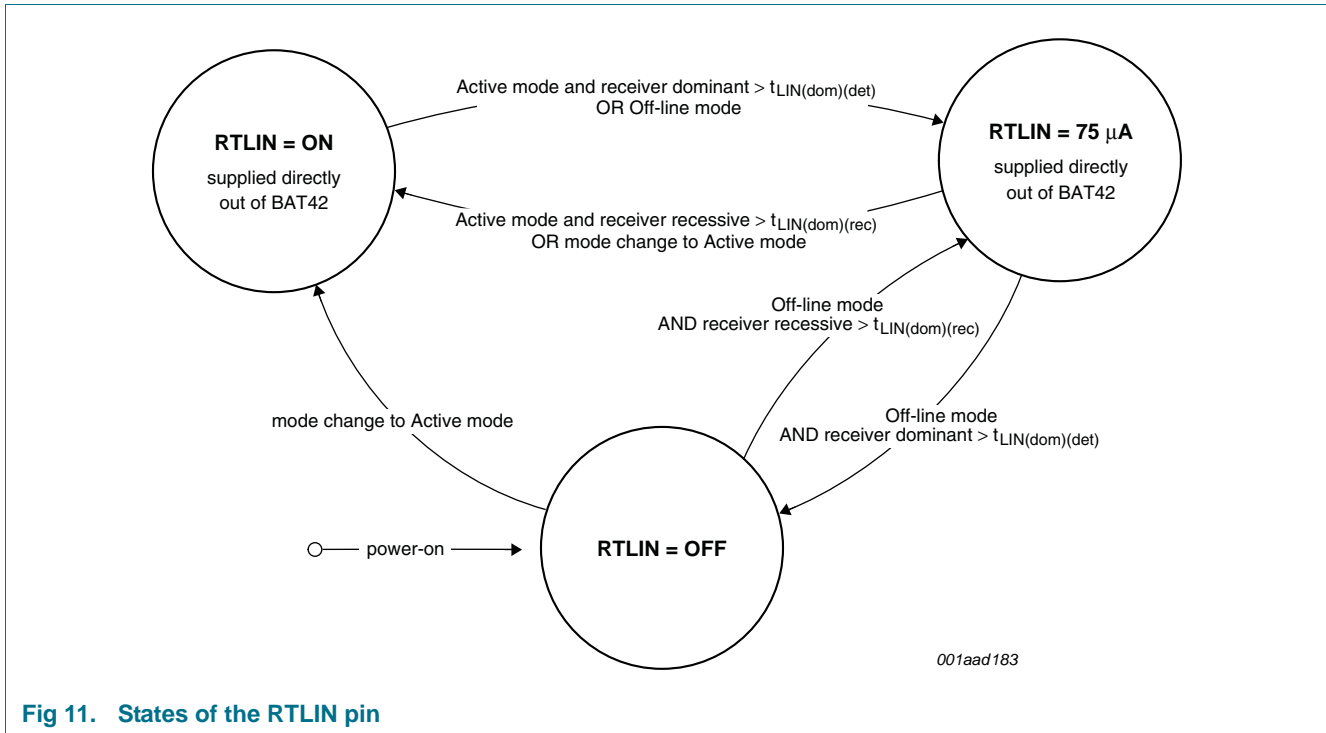 Active mode and receiver dominant > tLIN(dom)(det)
OR Off-line mode
RTLIN = ON
supplied directly
out of BAT42
RTLIN = 75 μA
supplied directly
out of BAT42
Active mode and receiver recessive > tLIN(dom)(rec)
OR mode change to Active mode
Off-line mode
AND receiver recessive > tLIN(dom)(rec)
mode change to Active mode
Off-line mode
AND receiver dominant > tLIN(dom)(det)
power-on
RTLIN = OFF
001aad183
Fig 11. States of the RTLIN pin